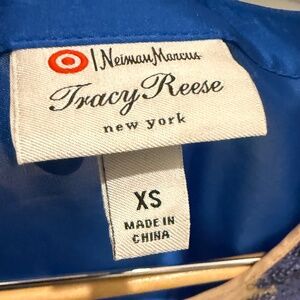 | Neiman Marcus
Tracy Reese
new york
XS
MADE IN
CHINA